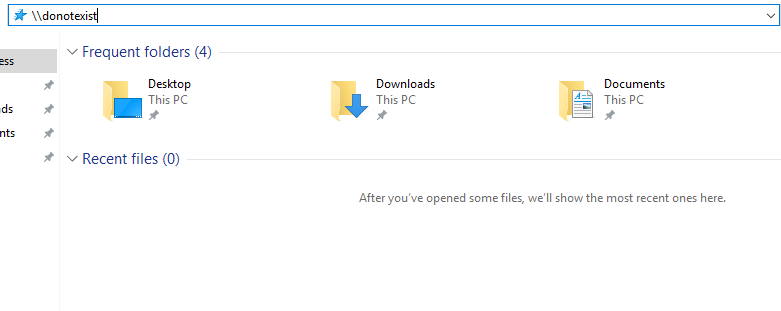 \\donotexist
ess
Frequent folders (4)
Desktop
This PC
Downloads
This PC
Documents
This PC
ads
nts
Recent files (0)
After you've opened some files, we'll show the most recent ones here.